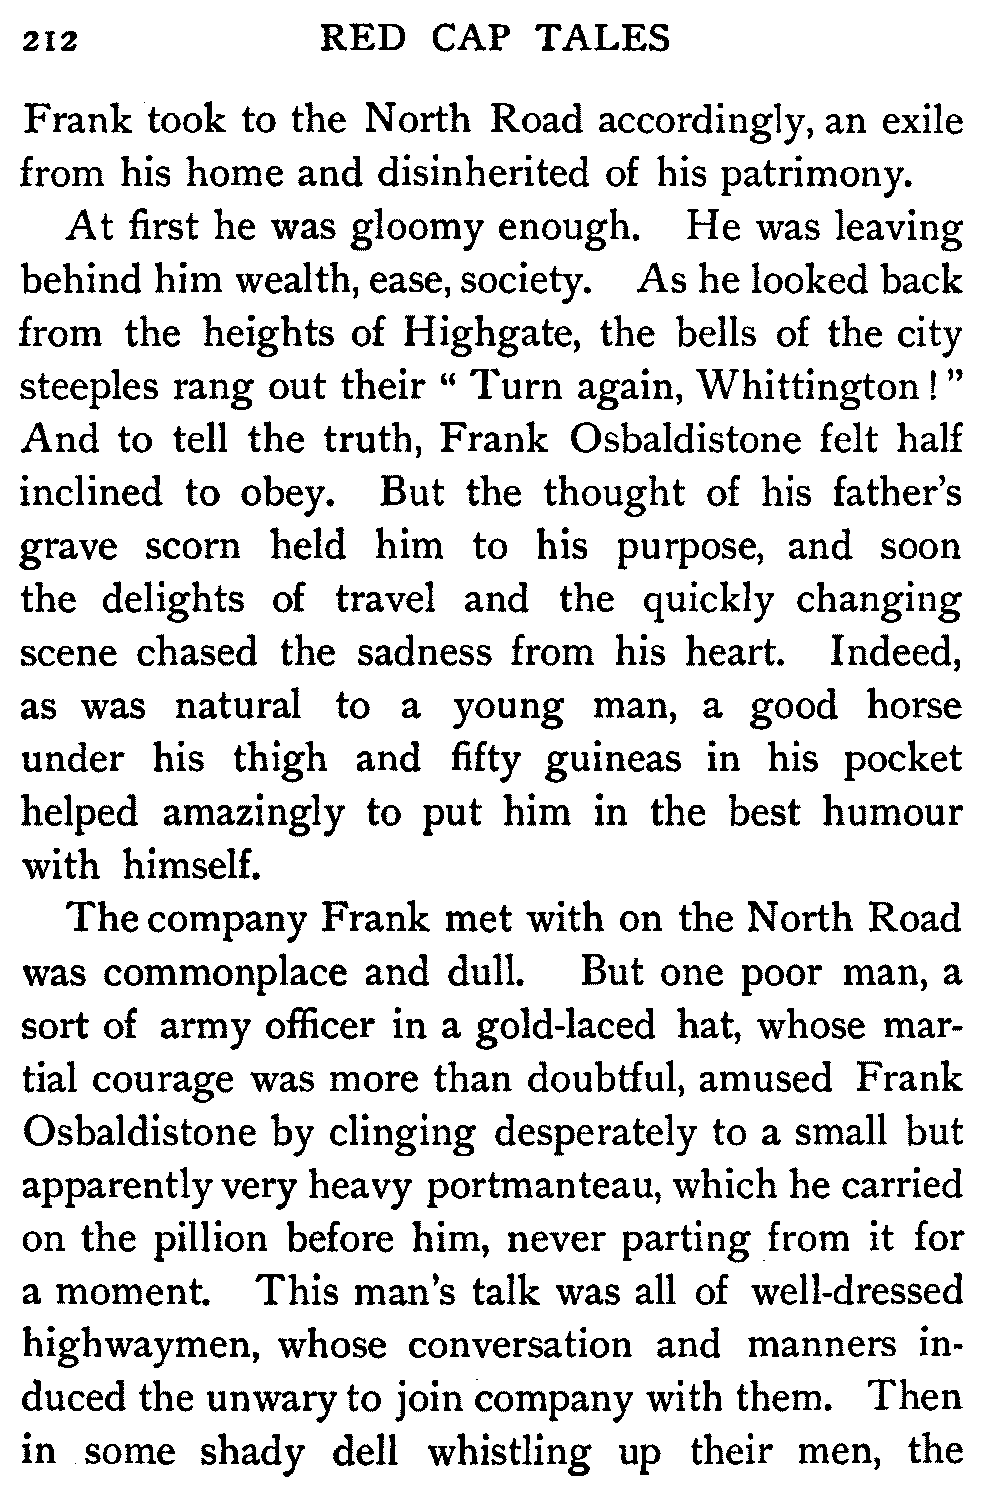 212 RED CAP TALES
Frank took to the North Road accordingly, an exile
from his home and disinherited of his patrimony.
At first he was gloomy enough. He was leaving
behind him wealth, ease, society. As he looked back
from the heights of Highgate, the bells of the city
steeples rang out their “ Turn again, Whittington ! ”
And to tell the truth, Frank Osbaldistone felt half
inclined to obey. But the thought of his father's
grave scorn held him to his purpose, and soon
the delights of travel and the quickly changing
scene chased the sadness from his heart. Indeed,
as was natural to a young man, a good horse
under his thigh and fifty guineas in his pocket
helped amazingly to put him in the best humour
with himself.
The company Frank met with on the North Road
was commonplace and dull. But one poor man, a
sort of army officer in a gold-laced hat, whose mar-
tial courage was more than doubtful, amused Frank
Osbaldistone by clinging desperately to a small but
apparently very heavy portmanteau, which he carried
on the pillion before him, never parting from it for
a moment. This man's talk was all of well-dressed
highwaymen, whose conversation and manners in-
duced the unwary to join company with them. Then
in some shady dell whistling up their men, the